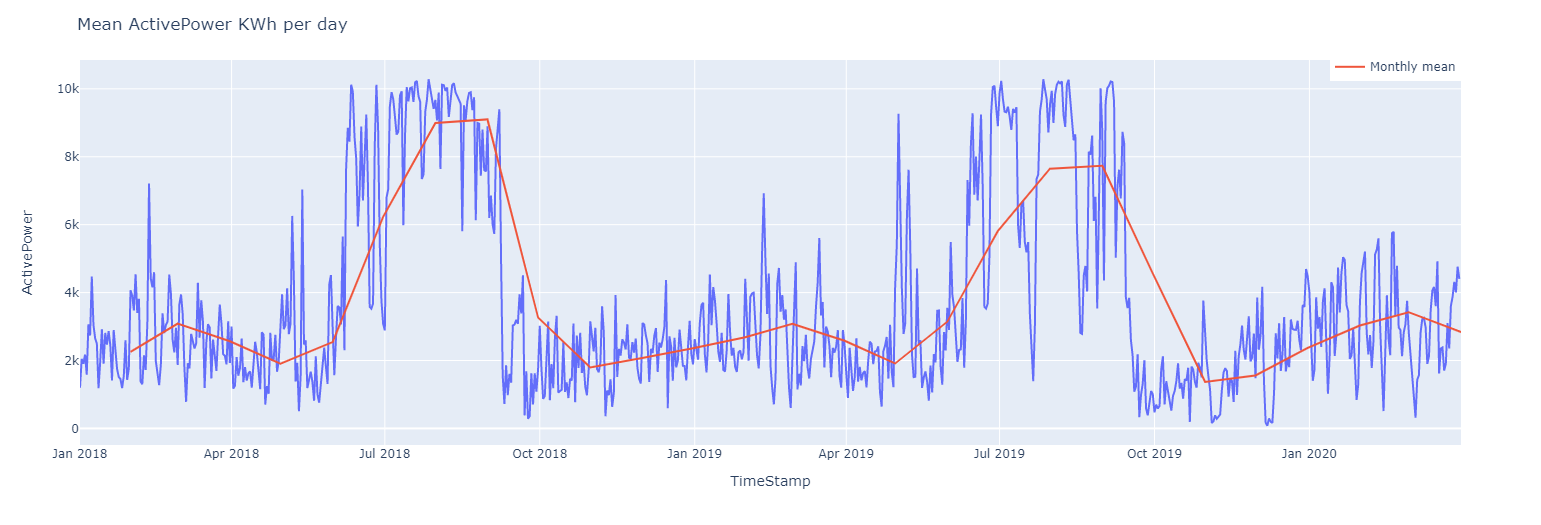 Mean ActivePower KWh per day
Monthly mean
ActivePower
10k
8k
6k
4k
2k
0
Jan 2018 Apr 2018 Jul 2018 Oct 2018 Jan 2019 Apr 2019 Jul 2019 Oct 2019 Jan 2020
TimeStamp